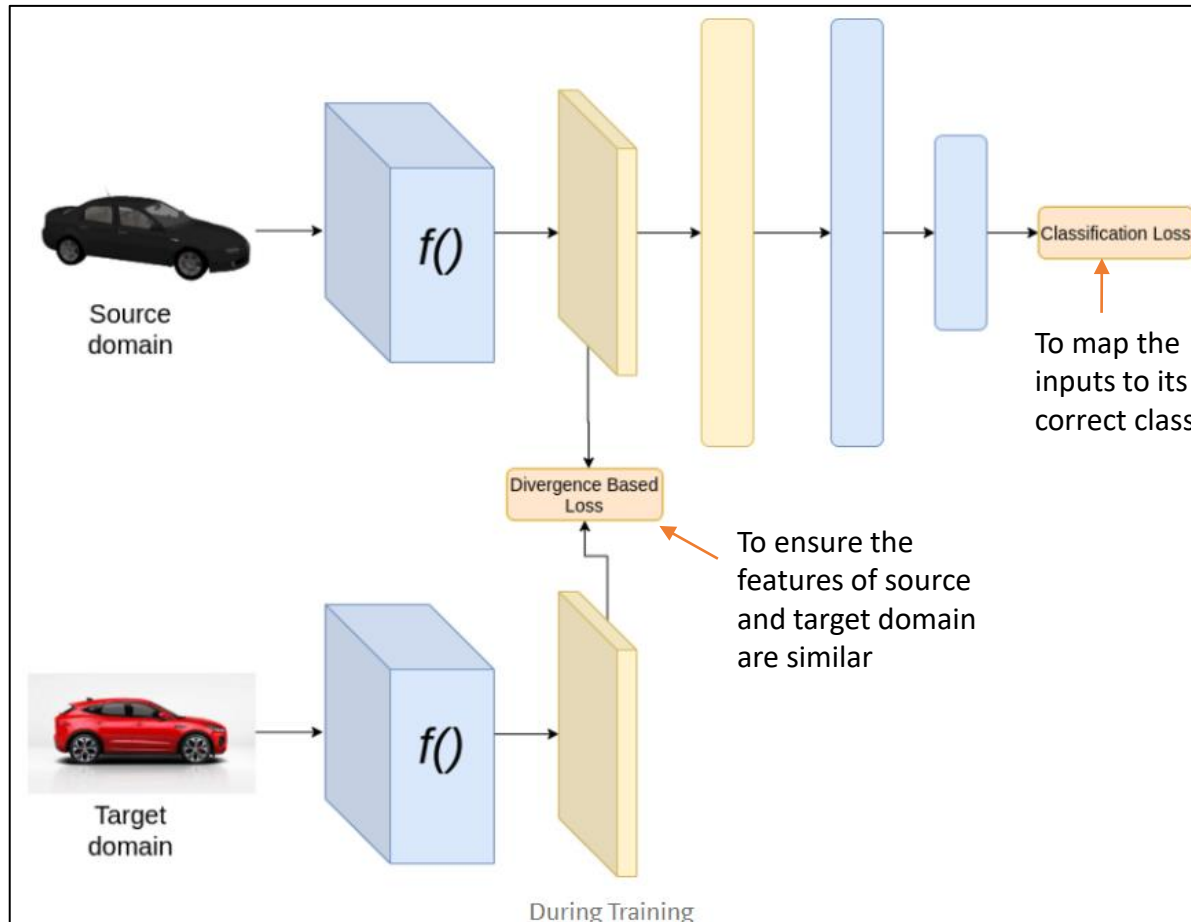 f()
Source
domain
Classification Loss
To map the
inputs to its
correct class
Divergence Based
Loss
To ensure the
features of source
and target domain
are similar
f()
Target
domain
During Training